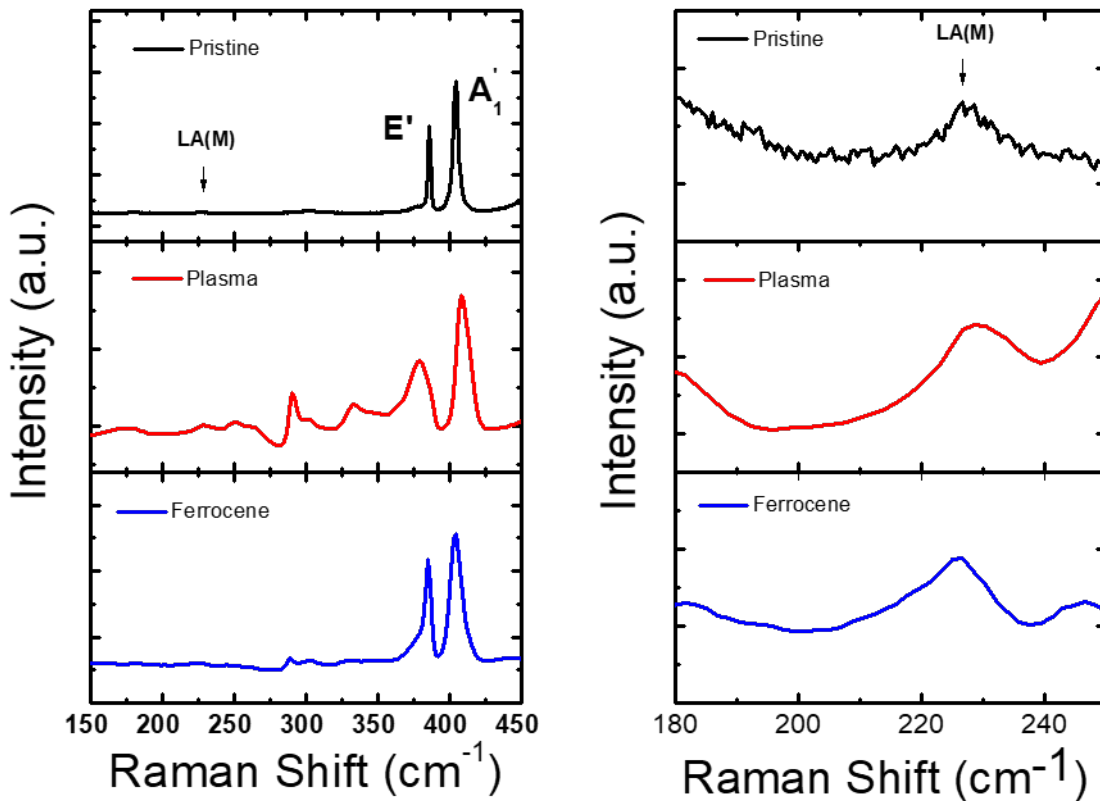 Intensity (a.u.)
Pristine
LA(M)
E'
A'₁
Plasma
Ferrocene
150 200 250 300 350 400 450
Raman Shift (cm⁻¹)
Intensity (a.u.)
Pristine
LA(M)
Plasma
Ferrocene
180 200 220 240
Raman Shift (cm⁻¹)